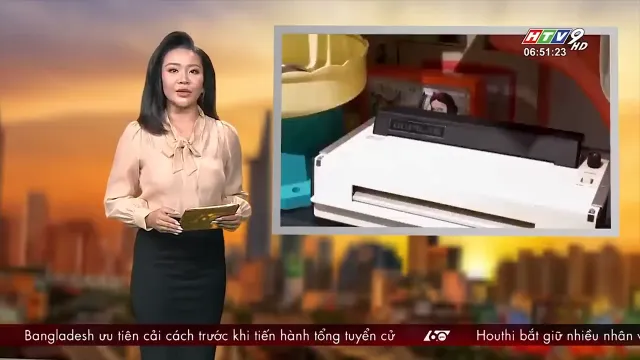 HTV9 HD
06:51:23
Bangladesh ưu tiên cải cách trước khi tiến hành tổng tuyển cử
60
Houthi bắt giữ nhiều nhân